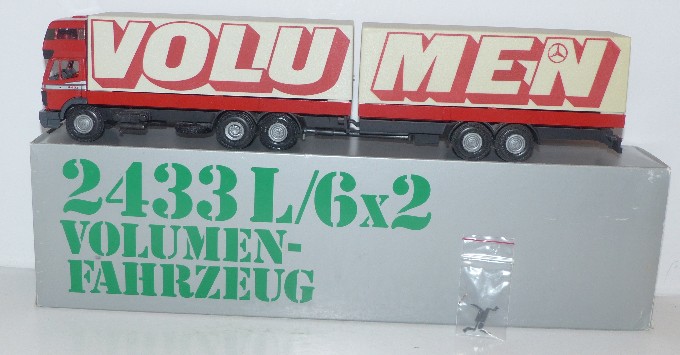 VOLU MEN
2433 L/6x2
VOLUMEN-
FAHRZEUG